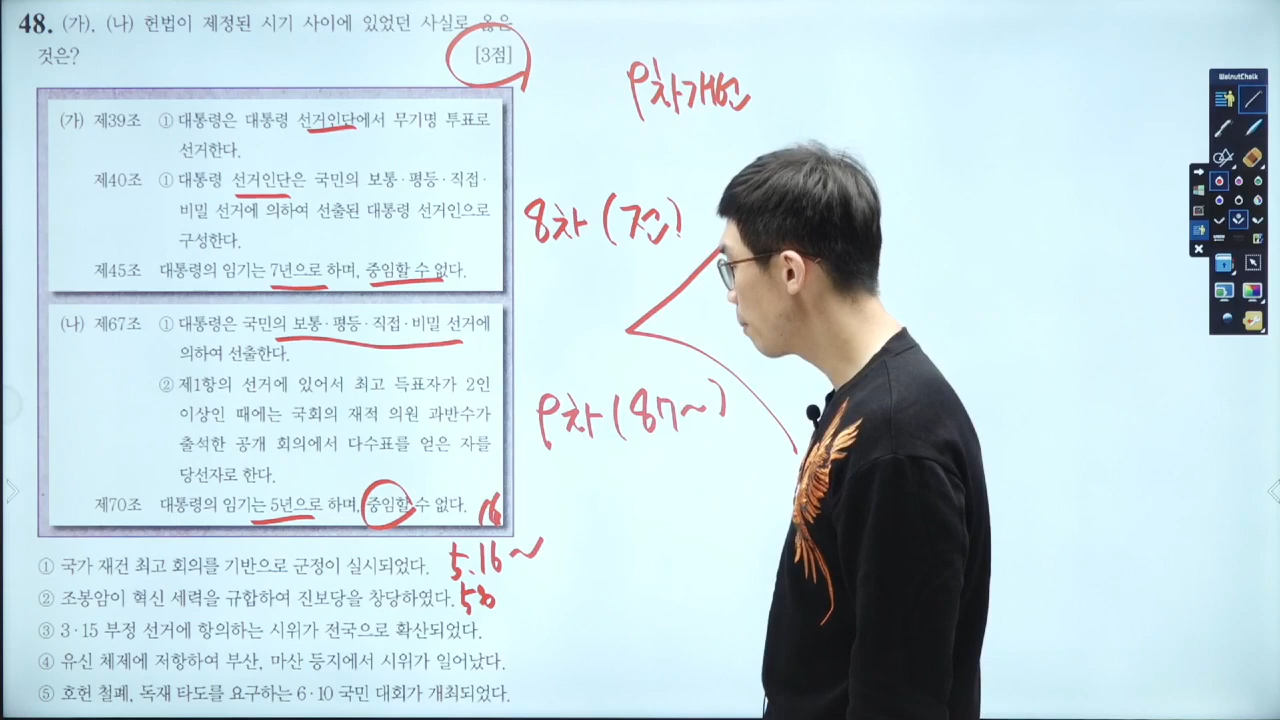 48. (가), (나) 헌법이 제정된 시기 사이에 있었던 사실로 옳은
것은? [3점]
(가) 제39조 ① 대통령은 대통령 선거인단에서 무기명 투표로
선거한다.
제40조 ① 대통령 선거인단은 국민의 보통·평등·직접·
비밀 선거에 의하여 선출된 대통령 선거인으로
구성한다.
제45조 대통령의 임기는 7년으로 하며, 중임할 수 없다.
(나) 제67조 ① 대통령은 국민의 보통·평등·직접·비밀 선거에
의하여 선출한다.
② 제1항의 선거에 있어서 최고 득표자가 2인
이상인 때에는 국회의 재적 의원 과반수가
출석한 공개 회의에서 다수표를 얻은 자를
당선자로 한다.
제70조 대통령의 임기는 5년으로 하며, 중임할 수 없다.
① 국가 재건 최고 회의를 기반으로 군정이 실시되었다.
5.16~
② 조봉암이 혁신 세력을 규합하여 진보당을 창당하였다.
③ 3·15 부정 선거에 항의하는 시위가 전국으로 확산되었다.
④ 유신 체제에 저항하여 부산, 마산 등지에서 시위가 일어났다.
⑤ 호헌 철폐, 독재 타도를 요구하는 6·10 국민 대회가 개최되었다.
9차개헌
8차 (전)
9차 (87~)
WalnutChalk